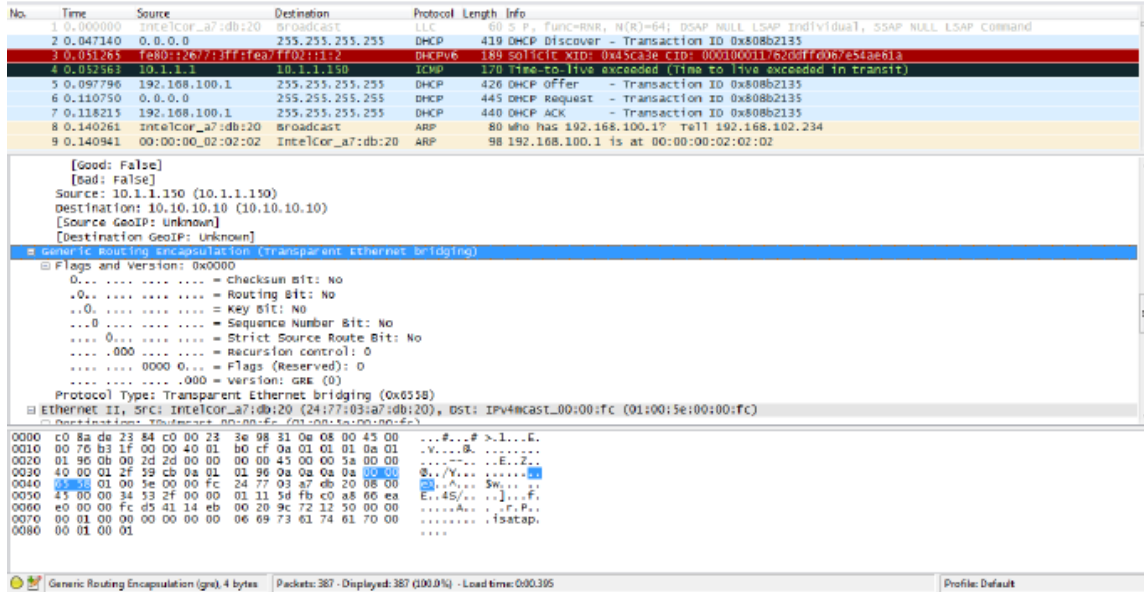 No. Time Source Destination Protocol Length Info
1 0.000000 IntelCor_a7:db:20 Broadcast LLC 60 S P, func=RNR, N(R)=64; DSAP NULL LSAP Individual, SSAP NULL LSAP Command
2 0.047140 0.0.0.0 255.255.255.255 DHCP 419 DHCP Discover - Transaction ID 0x808b2135
3 0.051265 fe80::2677:3ff:fea7 ff02::1:2 DHCPv6 189 Solicit XID: 0x45ca3e CID: 000100011762ddffd067e54ae61a
4 0.052563 10.1.1.1 10.1.1.150 ICMP 170 Time-to-live exceeded (Time to live exceeded in transit)
5 0.097796 192.168.100.1 255.255.255.255 DHCP 426 DHCP Offer - Transaction ID 0x808b2135
6 0.110750 0.0.0.0 255.255.255.255 DHCP 445 DHCP Request - Transaction ID 0x808b2135
7 0.118215 192.168.100.1 255.255.255.255 DHCP 440 DHCP ACK - Transaction ID 0x808b2135
8 0.140261 IntelCor_a7:db:20 Broadcast ARP 80 Who has 192.168.100.1? Tell 192.168.102.234
9 0.140941 00:00:00_02:02:02 IntelCor_a7:db:20 ARP 98 192.168.100.1 is at 00:00:00:02:02:02
[Good: False]
[Bad: False]
Source: 10.1.1.150 (10.1.1.150)
Destination: 10.10.10.10 (10.10.10.10)
[Source GeoIP: Unknown]
[Destination GeoIP: Unknown]
Generic Routing Encapsulation (Transparent Ethernet bridging)
Flags and Version: 0x0000
0... .... .... .... = Checksum Bit: No
.0.. .... .... .... = Routing Bit: No
..0. .... .... .... = Key Bit: No
...0 .... .... .... = Sequence Number Bit: No
.... 0... .... .... = Strict Source Route Bit: No
.... .000 .... .... = Recursion control: 0
.... .... 0000 0... = Flags (Reserved): 0
.... .... .... .000 = Version: GRE (0)
Protocol Type: Transparent Ethernet bridging (0x6558)
Ethernet II, Src: IntelCor_a7:db:20 (24:77:03:a7:db:20), Dst: IPv4mcast_00:00:fc (01:00:5e:00:00:fc)
Destination: IPv4mcast_00:00:fc (01:00:5e:00:00:fc)
0000 c0 8a de 23 84 c0 00 23 3e 98 31 0e 08 00 45 00 ...#...# >.1...E.
0010 00 76 b3 1f 00 00 40 01 b0 cf 0a 01 01 01 0a 01 .v....@. ........
0020 01 96 0b 00 2d 2d 00 00 00 00 45 00 00 5a 00 00 ....--.. ..E..Z..
0030 40 00 01 2f 59 cb 0a 01 01 96 0a 0a 0a 0a 00 00 @../Y... ........
0040 65 58 01 00 5e 00 00 fc 24 77 03 a7 db 20 08 00 eX..^... $w... ..
0050 45 00 00 34 53 2f 00 00 01 11 5d fb c0 a8 66 ea E..4S/.. ..]...f.
0060 e0 00 00 fc d5 41 14 eb 00 20 9c 72 12 50 00 00 .....A.. . .r.P..
0070 00 01 00 00 00 00 00 00 06 69 73 61 74 61 70 00 ........ .isatap.
0080 00 01 00 01 ....
Generic Routing Encapsulation (gre), 4 bytes Packets: 387 · Displayed: 387 (100.0%) · Load time: 0:00.395 Profile: Default